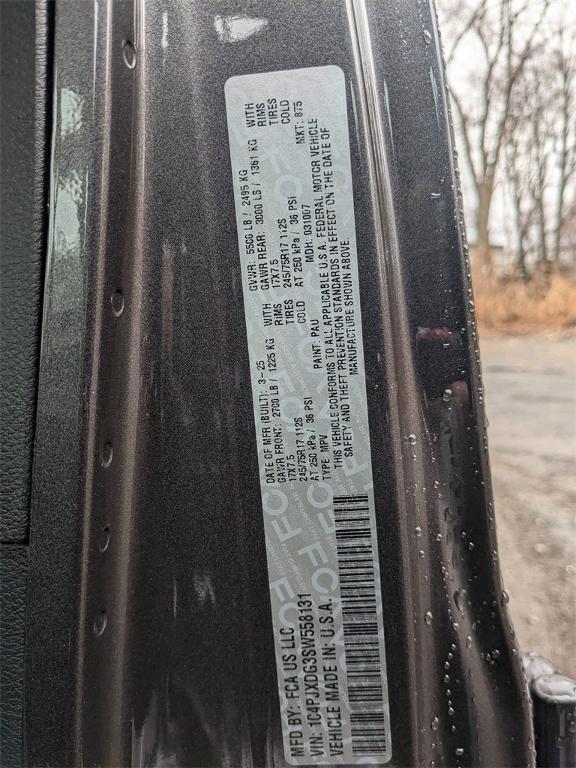 MFD BY: FCA US LLC
DATE OF MFR (BUILT): 3-25
GVWR: 5500 LB / 2495 KG
GAWR FRONT: 2700 LB / 1225 KG WITH
GAWR REAR: 3000 LB / 1361 KG WITH
17X7.5 RIMS
17X7.5 RIMS
245/75R17 112S TIRES
245/75R17 112S TIRES
AT 250 kPa / 36 PSI COLD
AT 250 kPa / 36 PSI COLD
VIN: 1C4PJXDG3SW558131
TYPE: MPV
PAINT: PAU
MDH: 031007
MKT: 875
VEHICLE MADE IN: U.S.A.
THIS VEHICLE CONFORMS TO ALL APPLICABLE U.S.A. FEDERAL MOTOR VEHICLE
SAFETY AND THEFT PREVENTION STANDARDS IN EFFECT ON THE DATE OF
MANUFACTURE SHOWN ABOVE.